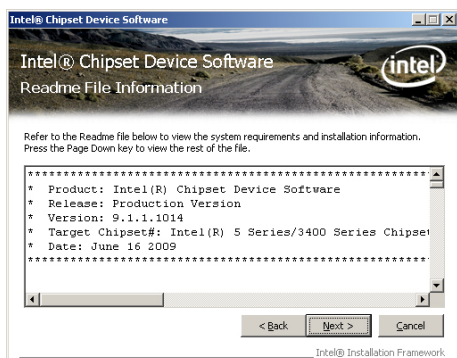 Intel® Chipset Device Software
Intel® Chipset Device Software
Readme File Information
intel
Refer to the Readme file below to view the system requirements and installation information.
Press the Page Down key to view the rest of the file.
*******************************************************
* Product: Intel(R) Chipset Device Software
* Release: Production Version
* Version: 9.1.1.1014
* Target Chipset#: Intel(R) 5 Series/3400 Series Chipset
* Date: June 16 2009
*******************************************************
< Back
Next >
Cancel
Intel® Installation Framework